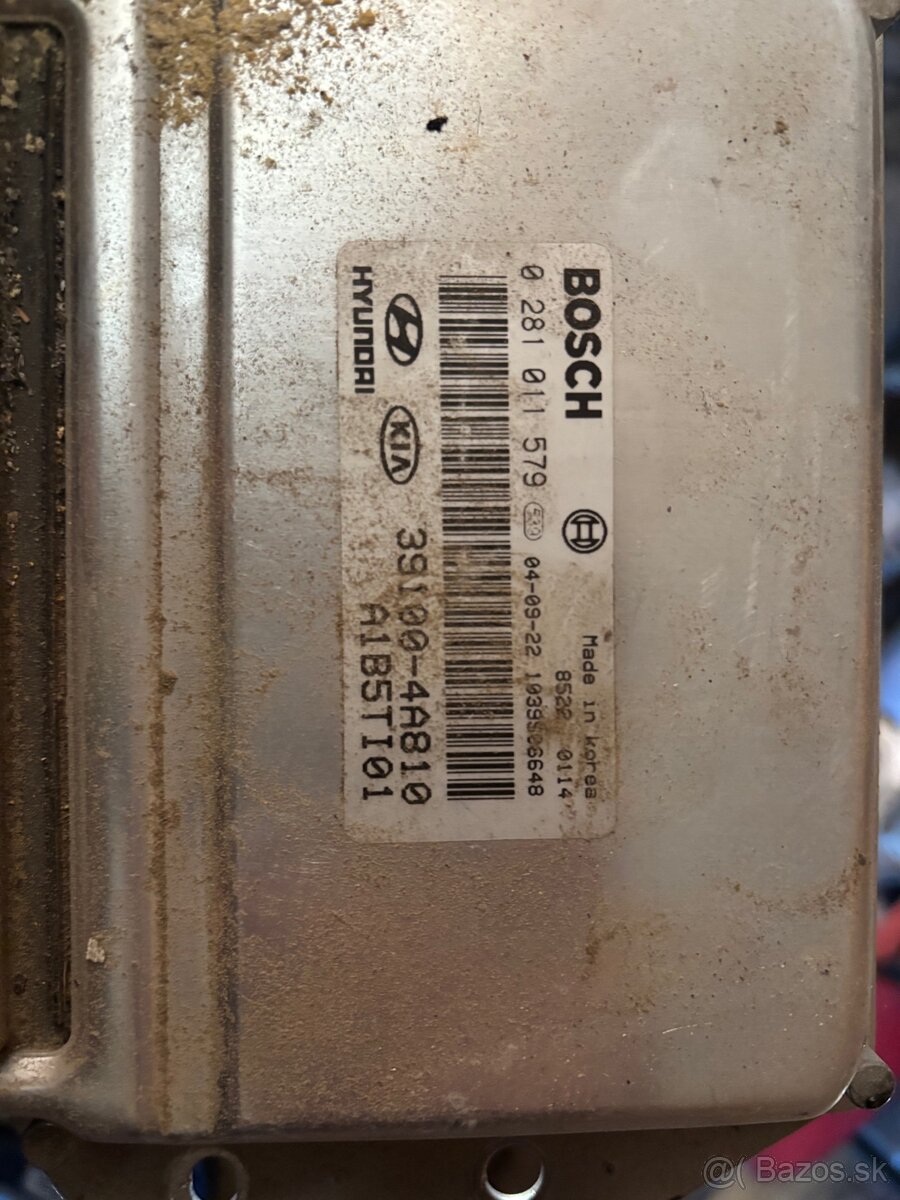 BOSCH Made in korea
8522 0114
0 281 011 579 04-09-22 1039S06648
HYUNDAI KIA 39100-4A810
A1B5TI01
@( Bazos.sk